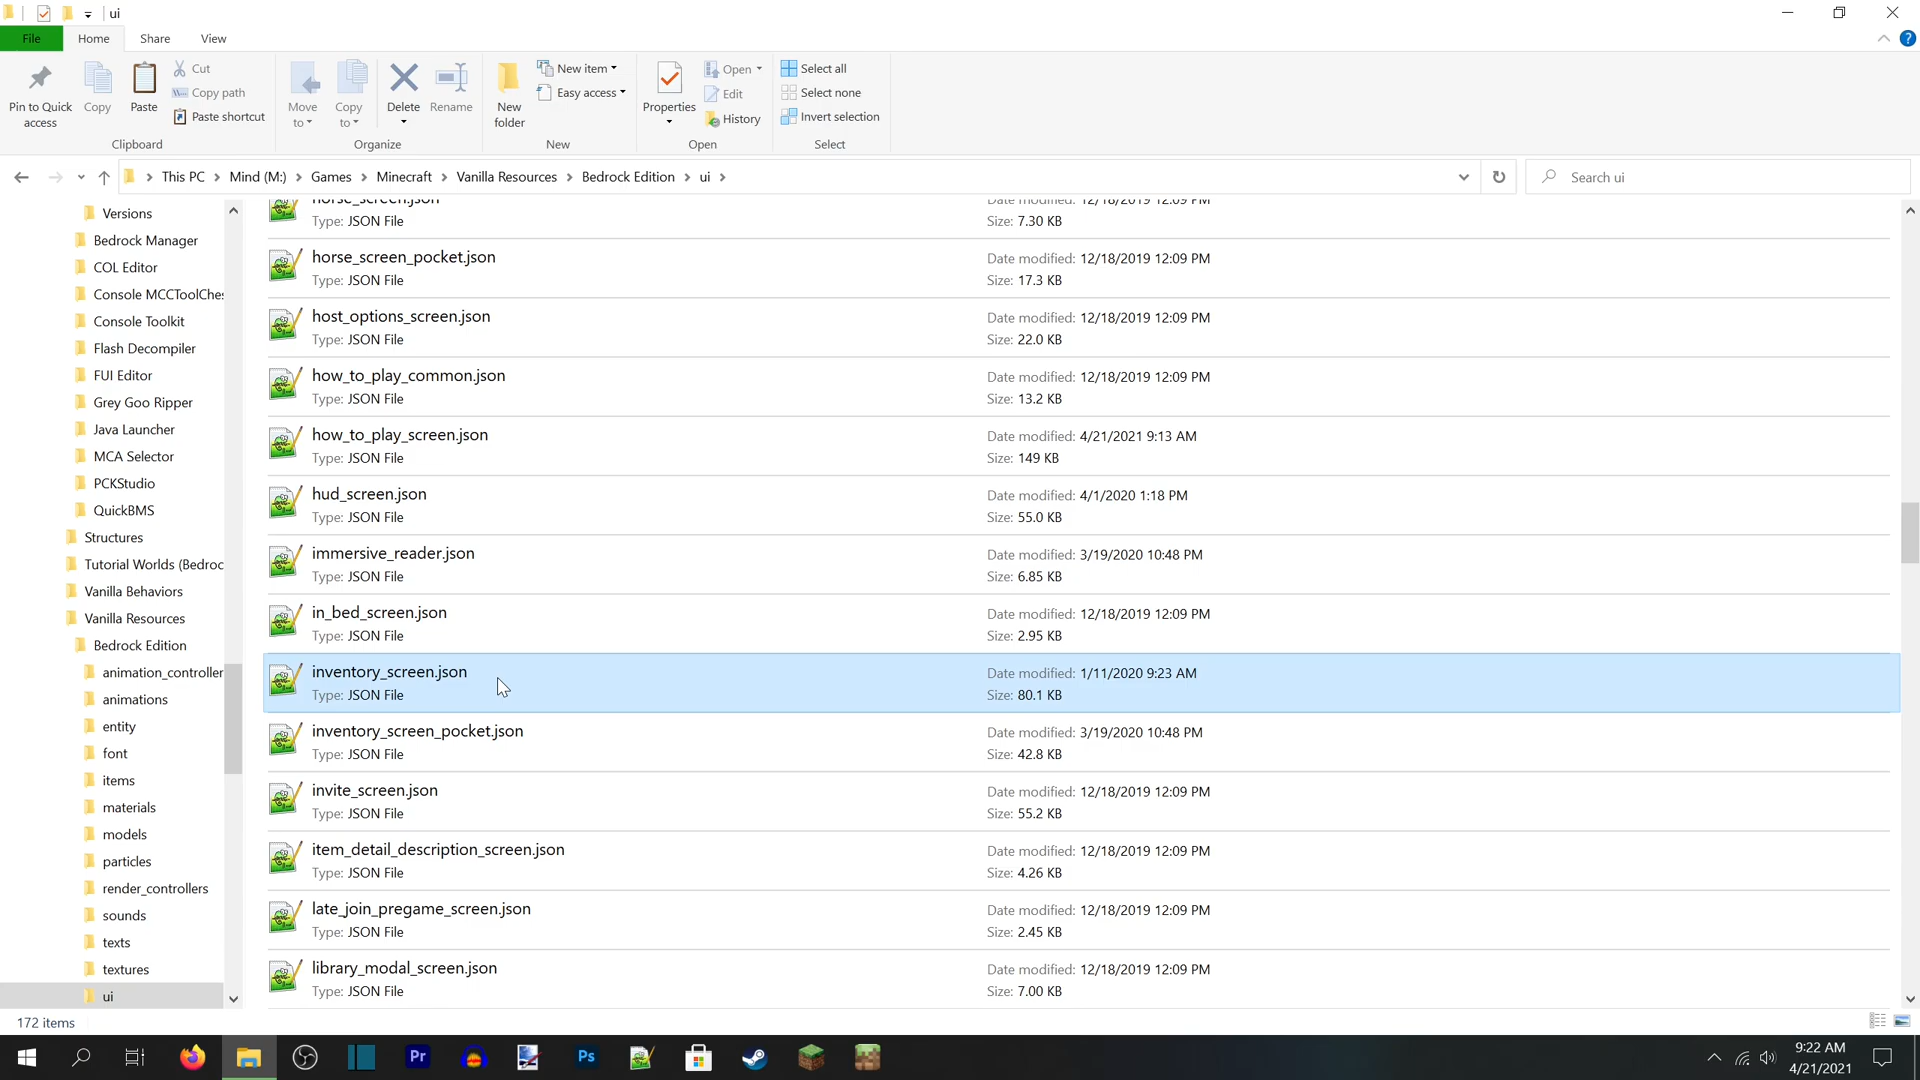 ui
File
Home
Share
View
Pin to Quick
access
Copy
Paste
Cut
Copy path
Paste shortcut
Clipboard
Move
to
Copy
to
Delete
Rename
Organize
New
folder
New item
Easy access
New
Properties
Open
Edit
History
Open
Select all
Select none
Invert selection
Select
This PC > Mind (M:) > Games > Minecraft > Vanilla Resources > Bedrock Edition > ui >
Search ui
Versions
Bedrock Manager
COL Editor
Console MCCToolChes
Console Toolkit
Flash Decompiler
FUI Editor
Grey Goo Ripper
Java Launcher
MCA Selector
PCKStudio
QuickBMS
Structures
Tutorial Worlds (Bedroc
Vanilla Behaviors
Vanilla Resources
Bedrock Edition
animation_controller
animations
entity
font
items
materials
models
particles
render_controllers
sounds
texts
textures
ui
horse_screen.json Date modified: 12/18/2019 12:09 PM
Type: JSON File Size: 7.30 KB
horse_screen_pocket.json Date modified: 12/18/2019 12:09 PM
Type: JSON File Size: 17.3 KB
host_options_screen.json Date modified: 12/18/2019 12:09 PM
Type: JSON File Size: 22.0 KB
how_to_play_common.json Date modified: 12/18/2019 12:09 PM
Type: JSON File Size: 13.2 KB
how_to_play_screen.json Date modified: 4/21/2021 9:13 AM
Type: JSON File Size: 149 KB
hud_screen.json Date modified: 4/1/2020 1:18 PM
Type: JSON File Size: 55.0 KB
immersive_reader.json Date modified: 3/19/2020 10:48 PM
Type: JSON File Size: 6.85 KB
in_bed_screen.json Date modified: 12/18/2019 12:09 PM
Type: JSON File Size: 2.95 KB
inventory_screen.json Date modified: 1/11/2020 9:23 AM
Type: JSON File Size: 80.1 KB
inventory_screen_pocket.json Date modified: 3/19/2020 10:48 PM
Type: JSON File Size: 42.8 KB
invite_screen.json Date modified: 12/18/2019 12:09 PM
Type: JSON File Size: 55.2 KB
item_detail_description_screen.json Date modified: 12/18/2019 12:09 PM
Type: JSON File Size: 4.26 KB
late_join_pregame_screen.json Date modified: 12/18/2019 12:09 PM
Type: JSON File Size: 2.45 KB
library_modal_screen.json Date modified: 12/18/2019 12:09 PM
Type: JSON File Size: 7.00 KB
172 items
Pr
Ps
9:22 AM
4/21/2021